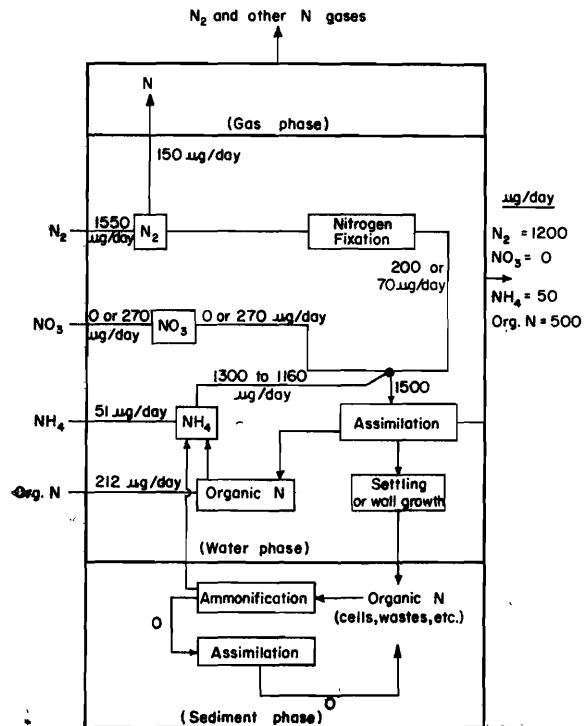 N2 and other N gases
N
(Gas phase)
150 µg/day
N2
1550
µg/day
N2
Nitrogen
Fixation
200 or
70 µg/day
µg/day
N2 = 1200
NO3 = 0
NH4 = 50
Org. N = 500
NO3
0 or 270
µg/day
NO3
0 or 270 µg/day
1300 to 1160
µg/day
1500
NH4
51 µg/day
NH4
Assimilation
Org. N
212 µg/day
Organic N
Settling
or wall growth
(Water phase)
Ammonification
Organic N
(cells, wastes, etc.)
0
Assimilation
0
(Sediment phase)